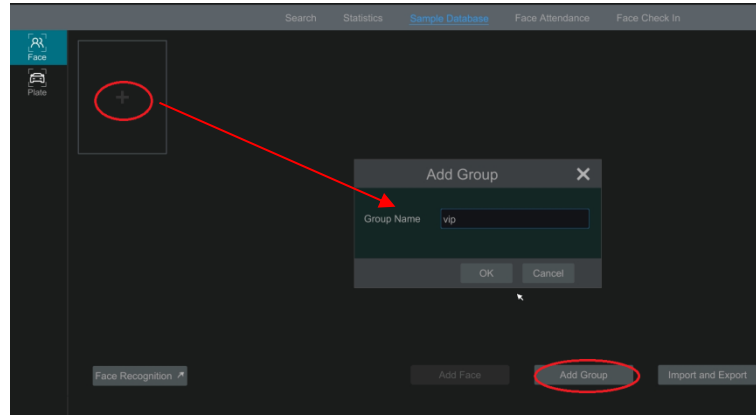 Search Statistics Sample Database Face Attendance Face Check In
Face
Plate
Add Group
Group Name vip
OK Cancel
Face Recognition Add Face Add Group Import and Export